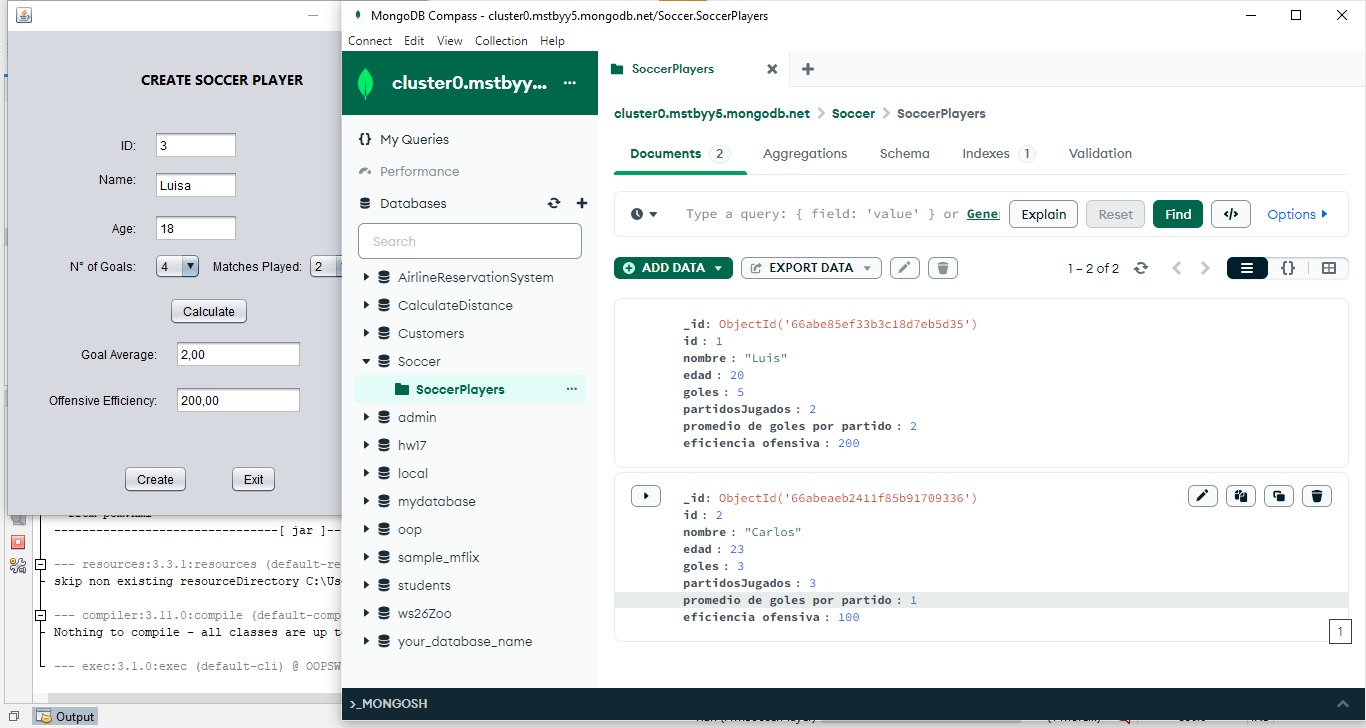 MongoDB Compass - cluster0.mstbyy5.mongodb.net/Soccer.SoccerPlayers
Connect Edit View Collection Help
CREATE SOCCER PLAYER
ID: 3
Name: Luisa
Age: 18
N° of Goals: 4 Matches Played: 2
Calculate
Goal Average: 2,00
Offensive Efficiency: 200,00
Create Exit
-----------------------------[ jar ]--
--- resources:3.3.1:resources (default-re
skip non existing resourceDirectory C:\Use
--- compiler:3.11.0:compile (default-comp
Nothing to compile - all classes are up t
--- exec:3.1.0:exec (default-cli) @ OOPSW
Output
cluster0.mstbyy... ...
My Queries
Performance
Databases
Search
AirlineReservationSystem
CalculateDistance
Customers
Soccer
SoccerPlayers ...
admin
hw17
local
mydatabase
oop
sample_mflix
students
ws26Zoo
your_database_name
SoccerPlayers
cluster0.mstbyy5.mongodb.net > Soccer > SoccerPlayers
Documents 2 Aggregations Schema Indexes 1 Validation
Type a query: { field: 'value' } or Gene Explain Reset Find </> Options
ADD DATA EXPORT DATA 1 – 2 of 2 {}
_id: ObjectId('66abe85ef33b3c18d7eb5d35')
id : 1
nombre : "Luis"
edad : 20
goles : 5
partidosJugados : 2
promedio de goles por partido : 2
eficiencia ofensiva : 200
_id: ObjectId('66abeaeb2411f85b91709336')
id : 2
nombre : "Carlos"
edad : 23
goles : 3
partidosJugados : 3
promedio de goles por partido : 1
eficiencia ofensiva : 100
1
>_MONGOSH